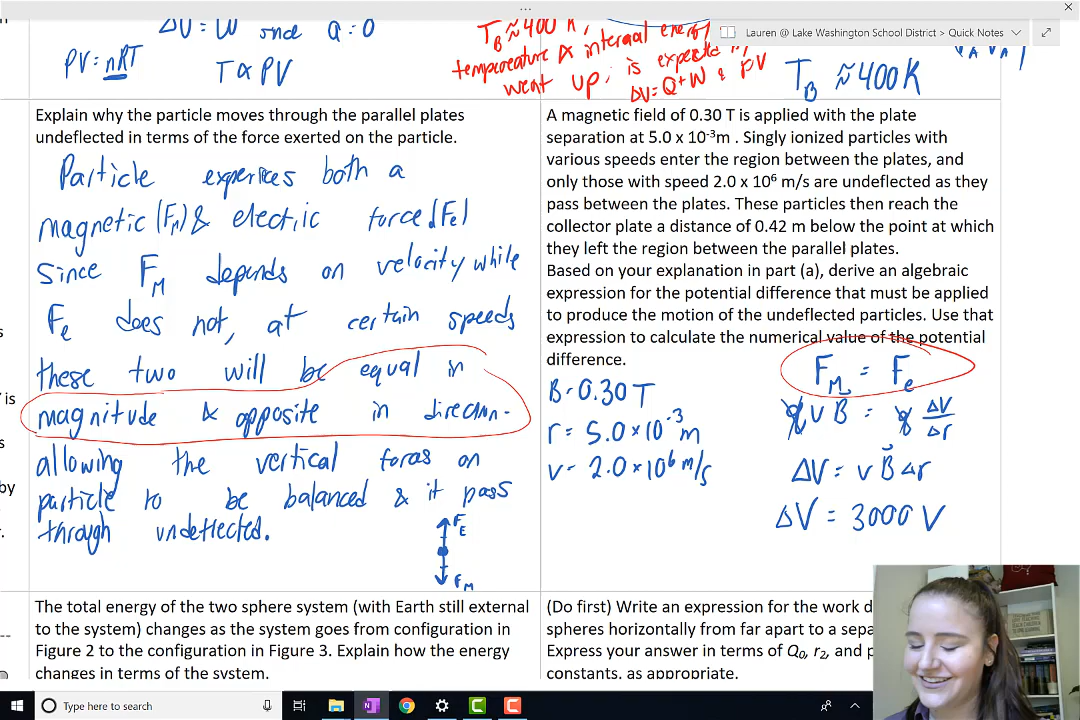 Lauren @ Lake Washington School District > Quick Notes
ΔU = W since Q = 0
PV = nRT
T ∝ PV
T_B ≈ 400 K,
temperature ∝ internal energy
went up, is expected
ΔU = Q + W & PV
T_B ≈ 400K
Explain why the particle moves through the parallel plates
undeflected in terms of the force exerted on the particle.
Particle experices both a
magnetic (F_M) & electric force (Fe)
Since F_M depends on velocity while
Fe does not, at certain speeds
these two will be equal in
magnitude & opposite in direction.
allowing the vertical forces on
particle to be balanced & it pass
through undeflected.
F_E
F_M
A magnetic field of 0.30 T is applied with the plate
separation at 5.0 x 10⁻³m . Singly ionized particles with
various speeds enter the region between the plates, and
only those with speed 2.0 x 10⁶ m/s are undeflected as they
pass between the plates. These particles then reach the
collector plate a distance of 0.42 m below the point at which
they left the region between the parallel plates.
Based on your explanation in part (a), derive an algebraic
expression for the potential difference that must be applied
to produce the motion of the undeflected particles. Use that
expression to calculate the numerical value of the potential
difference.
B = 0.30 T
r = 5.0 × 10⁻³ m
v = 2.0 × 10⁶ m/s
F_M = F_e
q v B = q ΔV/Δr
ΔV = v B Δr
ΔV = 3000 V
is
s
by
r.
--
The total energy of the two sphere system (with Earth still external
to the system) changes as the system goes from configuration in
Figure 2 to the configuration in Figure 3. Explain how the energy
changes in terms of the system.
(Do first) Write an expression for the work d
spheres horizontally from far apart to a sepa
Express your answer in terms of Q₀, r₂, and p
constants, as appropriate.
Type here to search